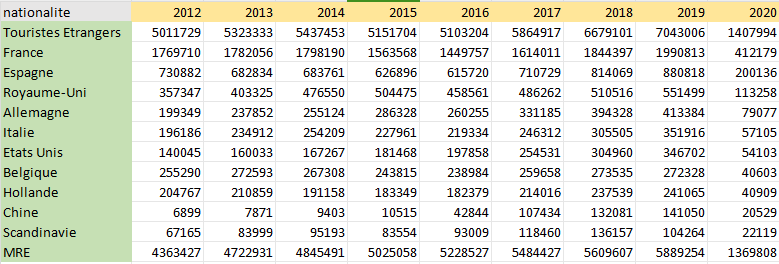 nationalite 2012 2013 2014 2015 2016 2017 2018 2019 2020
Touristes Etrangers 5011729 5323333 5437453 5151704 5103204 5864917 6679101 7043006 1407994
France 1769710 1782056 1798190 1563568 1449757 1614011 1844397 1990813 412179
Espagne 730882 682834 683761 626896 615720 710729 814069 880818 200136
Royaume-Uni 357347 403325 476550 504475 458561 486262 510516 551499 113258
Allemagne 199349 237852 255124 286328 260255 331185 394328 413384 79077
Italie 196186 234912 254209 227961 219334 246312 305505 351916 57105
Etats Unis 140045 160033 167267 181468 197858 254531 304960 346702 54103
Belgique 255290 272593 267308 243815 238984 259658 273535 272328 40603
Hollande 204767 210859 191158 183349 182379 214016 237539 241065 40909
Chine 6899 7871 9403 10515 42844 107434 132081 141050 20529
Scandinavie 67165 83999 95193 83554 93009 118460 136157 104264 22119
MRE 4363427 4722931 4845491 5025058 5228527 5484427 5609607 5889254 1369808